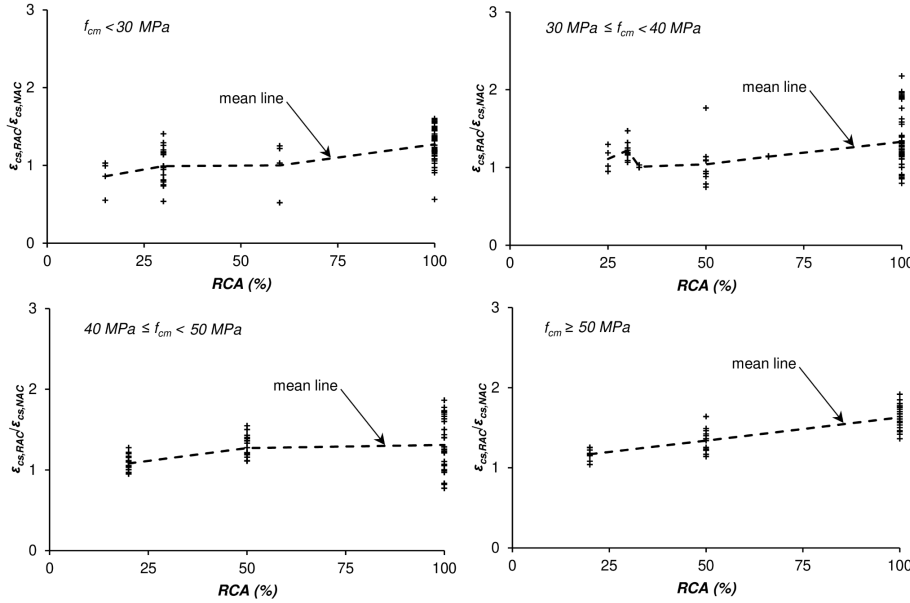 f_cm < 30 MPa
3
2
1
0
ε_cs,RAC/ε_cs,NAC
mean line
0
25
50
75
100
RCA (%)
30 MPa ≤ f_cm < 40 MPa
3
2
1
0
ε_cs,RAC/ε_cs,NAC
mean line
0
25
50
75
100
RCA (%)
40 MPa ≤ f_cm < 50 MPa
3
2
1
0
ε_cs,RAC/ε_cs,NAC
mean line
0
25
50
75
100
RCA (%)
f_cm ≥ 50 MPa
3
2
1
0
ε_cs,RAC/ε_cs,NAC
mean line
0
25
50
75
100
RCA (%)